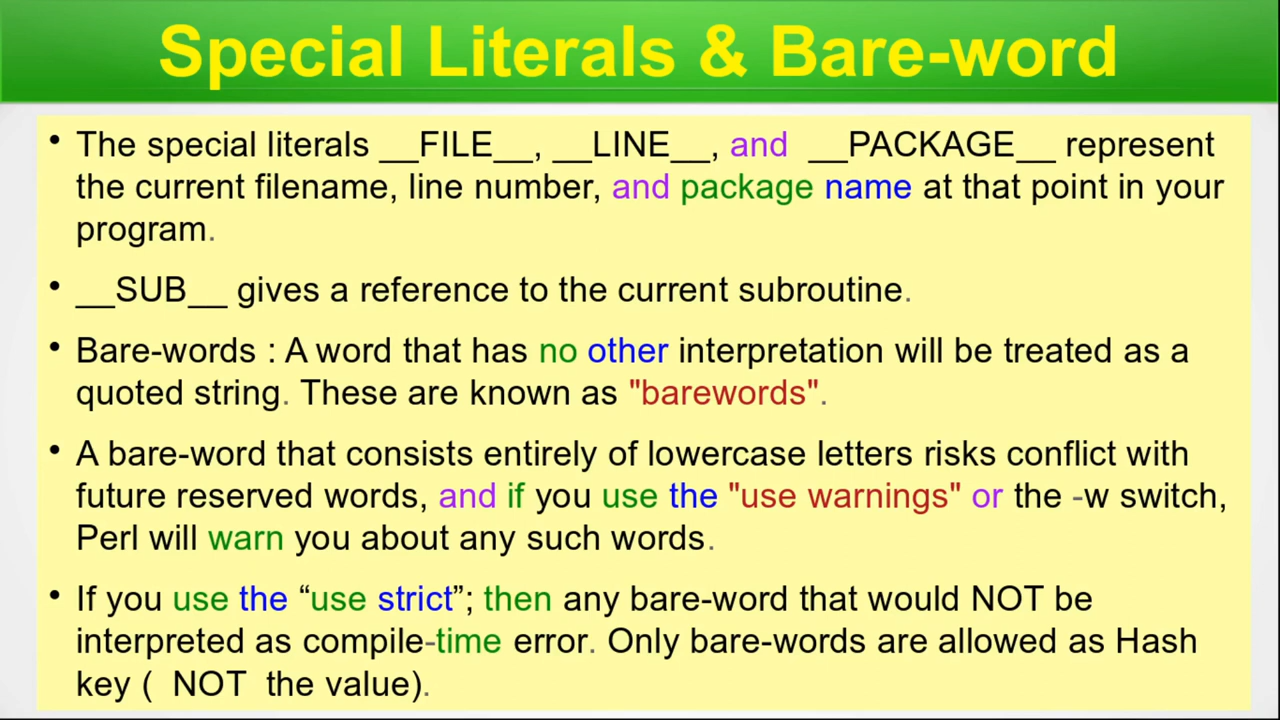 Special Literals & Bare-word
• The special literals __FILE__, __LINE__, and __PACKAGE__ represent
the current filename, line number, and package name at that point in your
program.
• __SUB__ gives a reference to the current subroutine.
• Bare-words : A word that has no other interpretation will be treated as a
quoted string. These are known as "barewords".
• A bare-word that consists entirely of lowercase letters risks conflict with
future reserved words, and if you use the "use warnings" or the -w switch,
Perl will warn you about any such words.
• If you use the “use strict”; then any bare-word that would NOT be
interpreted as compile-time error. Only bare-words are allowed as Hash
key ( NOT the value).